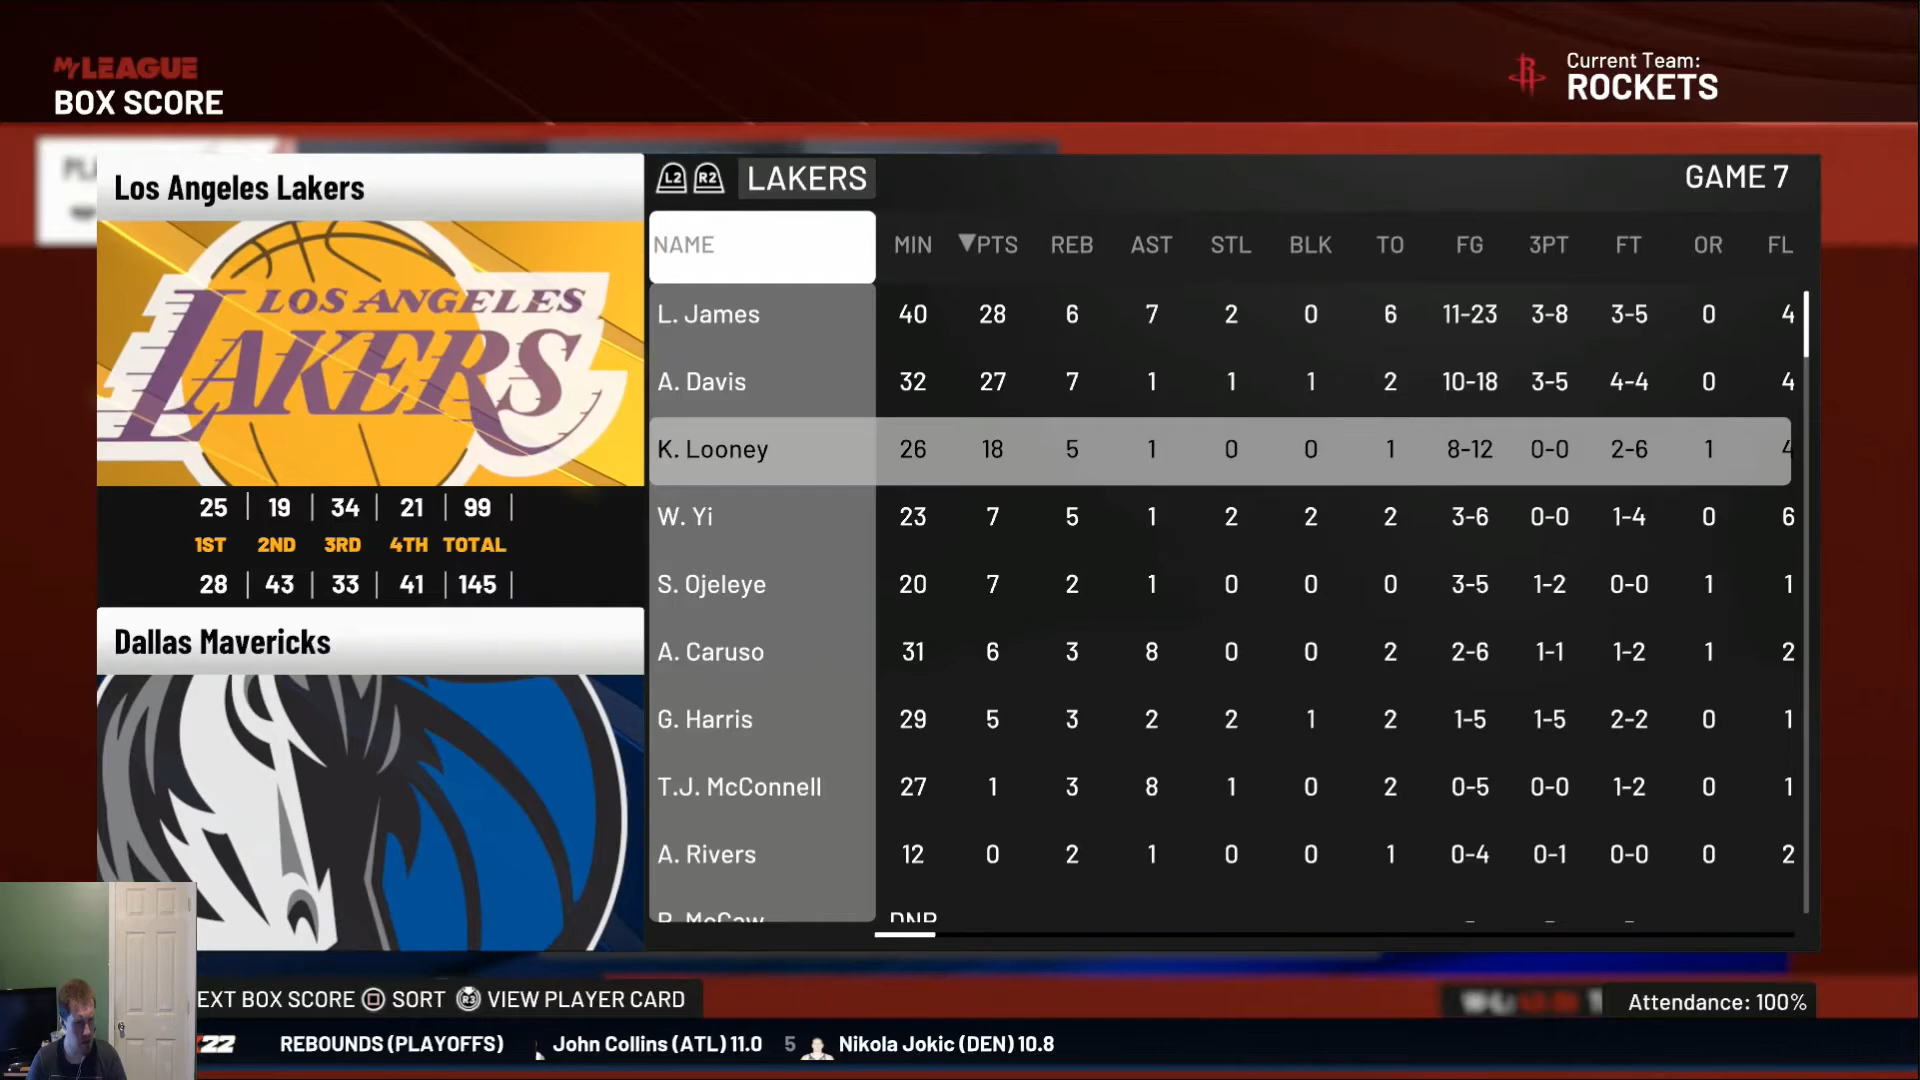 MyLEAGUE
BOX SCORE
Current Team:
ROCKETS
Los Angeles Lakers
LOS ANGELES
LAKERS
25 | 19 | 34 | 21 | 99 |
1ST 2ND 3RD 4TH TOTAL
28 | 43 | 33 | 41 | 145 |
Dallas Mavericks
L2 R2 LAKERS
GAME 7
NAME MIN ▼PTS REB AST STL BLK TO FG 3PT FT OR FL
L. James 40 28 6 7 2 0 6 11-23 3-8 3-5 0 4
A. Davis 32 27 7 1 1 1 2 10-18 3-5 4-4 0 4
K. Looney 26 18 5 1 0 0 1 8-12 0-0 2-6 1 4
W. Yi 23 7 5 1 2 2 2 3-6 0-0 1-4 0 6
S. Ojeleye 20 7 2 1 0 0 0 3-5 1-2 0-0 1 1
A. Caruso 31 6 3 8 0 0 2 2-6 1-1 1-2 1 2
G. Harris 29 5 3 2 2 1 2 1-5 1-5 2-2 0 1
T.J. McConnell 27 1 3 8 1 0 2 0-5 0-0 1-2 0 1
A. Rivers 12 0 2 1 0 0 1 0-4 0-1 0-0 0 2
P. McCaw DNP - - -
EXT BOX SCORE SORT R3 VIEW PLAYER CARD
Attendance: 100%
22 REBOUNDS (PLAYOFFS) John Collins (ATL) 11.0 5 Nikola Jokic (DEN) 10.8